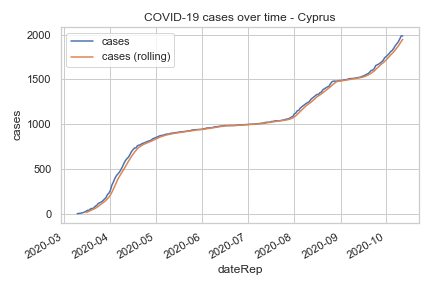 COVID-19 cases over time - Cyprus
cases
cases (rolling)
2000
1500
1000
500
0
cases
2020-03
2020-04
2020-05
2020-06
2020-07
2020-08
2020-09
2020-10
dateRep